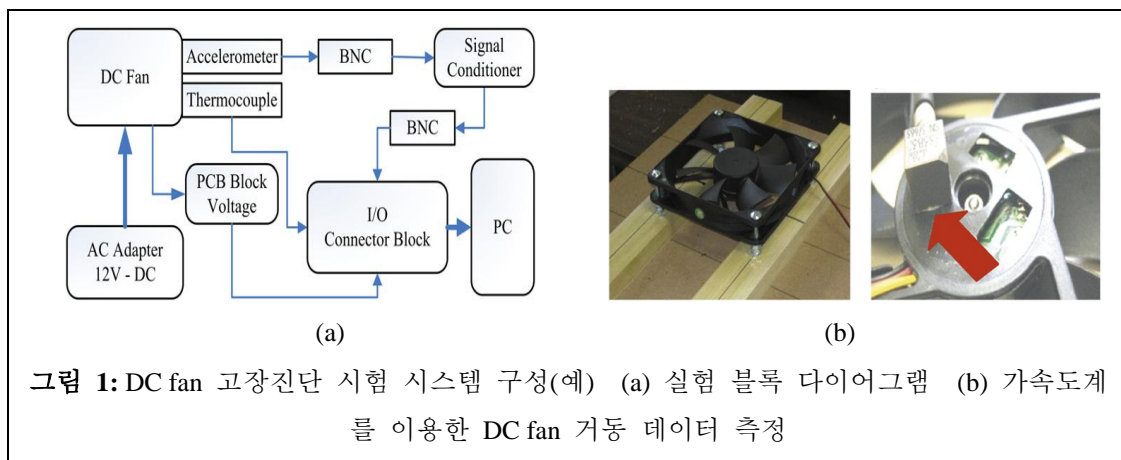 DC Fan
Accelerometer
Thermocouple
BNC
Signal
Conditioner
BNC
PCB Block
Voltage
I/O
Connector Block
PC
AC Adapter
12V - DC
(a)
(b)
그림 1: DC fan 고장진단 시험 시스템 구성(예) (a) 실험 블록 다이어그램 (b) 가속도계
를 이용한 DC fan 거동 데이터 측정